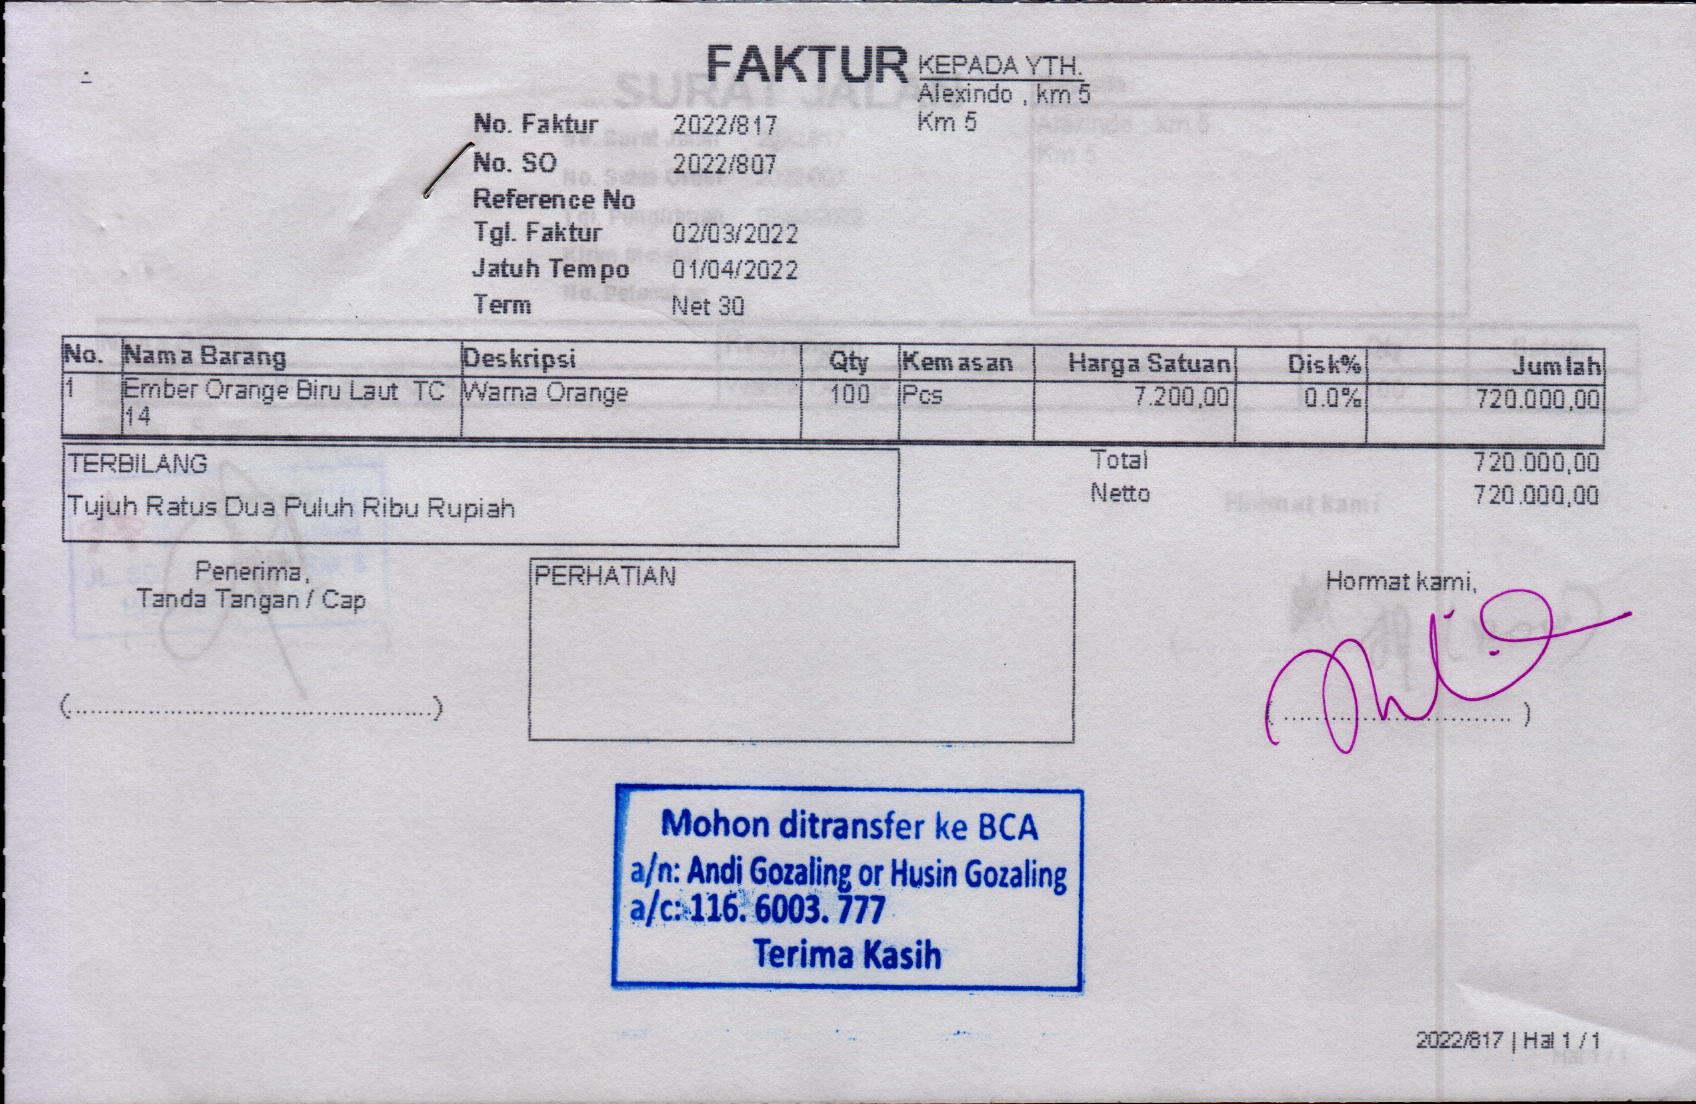 FAKTUR
KEPADA YTH.
Alexindo , km 5
Km 5
No. Faktur 2022/817
No. SO 2022/807
Reference No
Tgl. Faktur 02/03/2022
Jatuh Tempo 01/04/2022
Term Net 30
No. Nama Barang Deskripsi Qty Kemasan Harga Satuan Disk% Jumlah
1 Ember Orange Biru Laut TC Warna Orange 100 Pcs 7.200,00 0.0% 720.000,00
14
TERBILANG
Tujuh Ratus Dua Puluh Ribu Rupiah
Total 720.000,00
Netto 720.000,00
Penerima,
Tanda Tangan / Cap
(................................................)
PERHATIAN
Hormat kami,
( .............................. )
Mohon ditransfer ke BCA
a/n: Andi Gozaling or Husin Gozaling
a/c: 116. 6003. 777
Terima Kasih
2022/817 | Hal 1 / 1